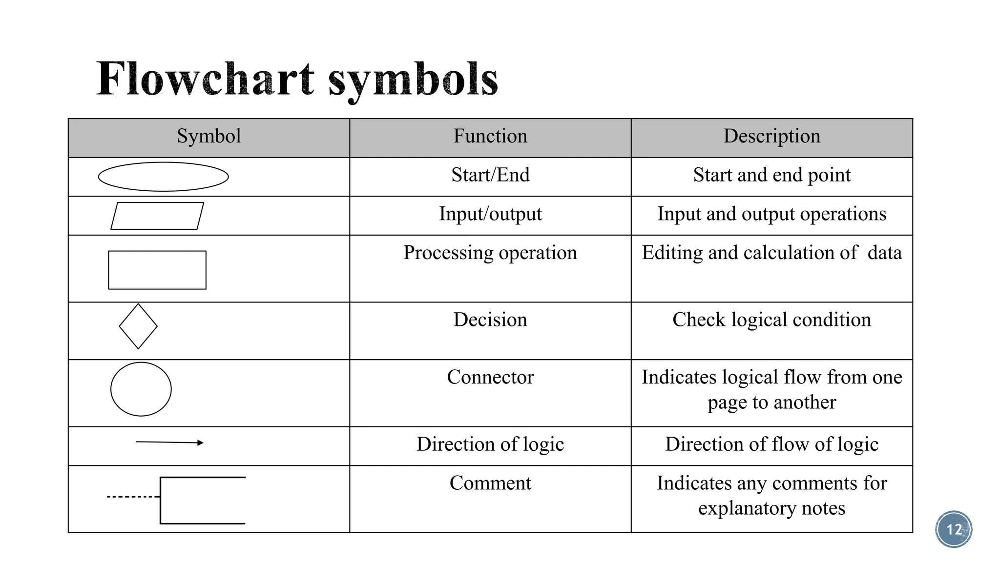 Flowchart symbols
Symbol Function Description
Start/End Start and end point
Input/output Input and output operations
Processing operation Editing and calculation of  data
Decision Check logical condition
Connector Indicates logical flow from one
page to another
Direction of logic Direction of flow of logic
Comment Indicates any comments for
explanatory notes
12